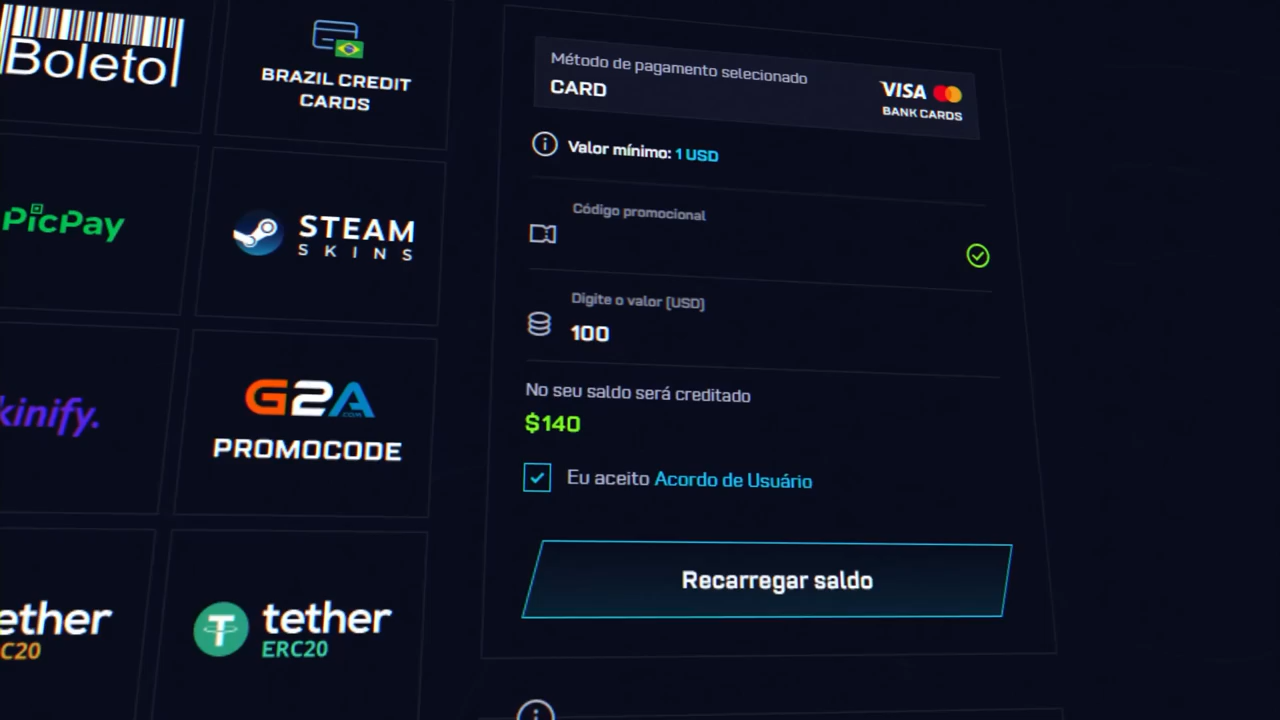 Boleto
BRAZIL CREDIT
CARDS
PicPay
STEAM
SKINS
kinify.
G2A
.COM
PROMOCODE
ether
C20
tether
ERC20
Método de pagamento selecionado
CARD
VISA
BANK CARDS
Valor mínimo: 1 USD
Código promocional
Digite o valor (USD)
100
No seu saldo será creditado
$140
Eu aceito Acordo de Usuário
Recarregar saldo